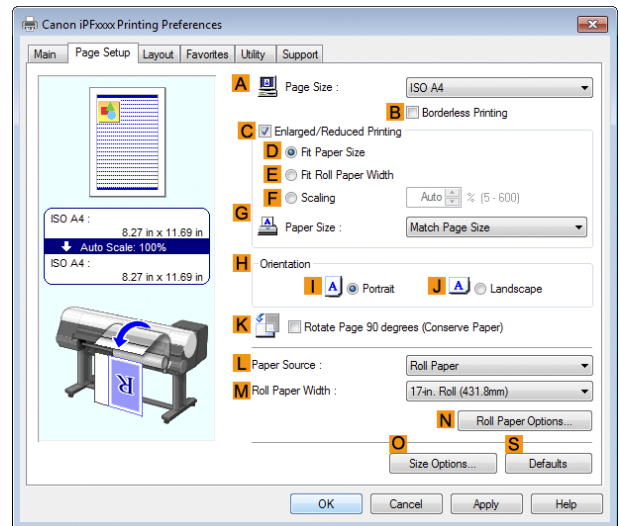 Canon iPFxxxx Printing Preferences
Main Page Setup Layout Favorites Utility Support
A Page Size : ISO A4
B Borderless Printing
C Enlarged/Reduced Printing
D Fit Paper Size
E Fit Roll Paper Width
F Scaling Auto % (5 - 600)
G Paper Size : Match Page Size
ISO A4 :
8.27 in x 11.69 in
Auto Scale: 100%
ISO A4 :
8.27 in x 11.69 in
H Orientation
I A Portrait J A Landscape
K Rotate Page 90 degrees (Conserve Paper)
R
L Paper Source : Roll Paper
M Roll Paper Width : 17-in. Roll (431.8mm)
N Roll Paper Options...
O S
Size Options... Defaults
OK Cancel Apply Help